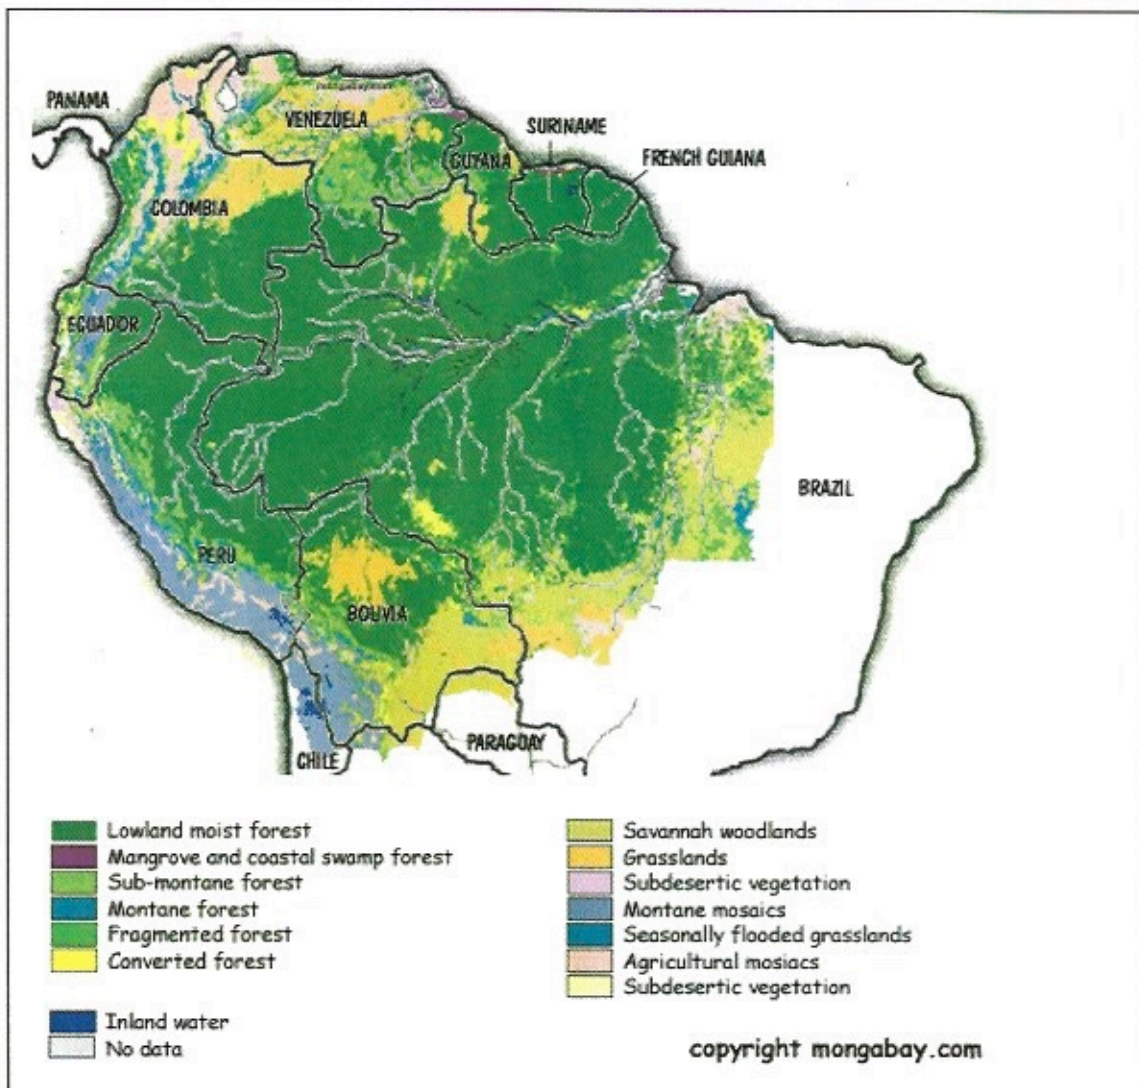 PANAMA
VENEZUELA
SURINAME
GUYANA
FRENCH GUIANA
COLOMBIA
ECUADOR
BRAZIL
PERU
BOLIVIA
PARAGUAY
CHILE
Lowland moist forest
Mangrove and coastal swamp forest
Sub-montane forest
Montane forest
Fragmented forest
Converted forest
Inland water
No data
Savannah woodlands
Grasslands
Subdesertic vegetation
Montane mosaics
Seasonally flooded grasslands
Agricultural mosiacs
Subdesertic vegetation
copyright mongabay.com